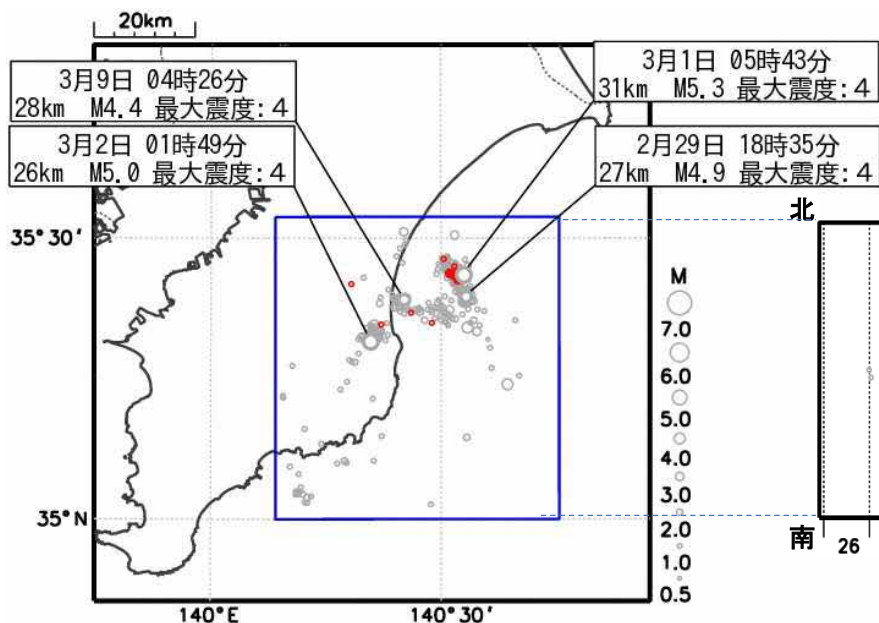 20km
3月9日 04時26分
28km M4.4 最大震度:4
3月2日 01時49分
26km M5.0 最大震度:4
3月1日 05時43分
31km M5.3 最大震度:4
2月29日 18時35分
27km M4.9 最大震度:4
35°30'
35°N
140°E
140°30'
M
7.0
6.0
5.0
4.0
3.0
2.0
1.0
0.5
北
南
26